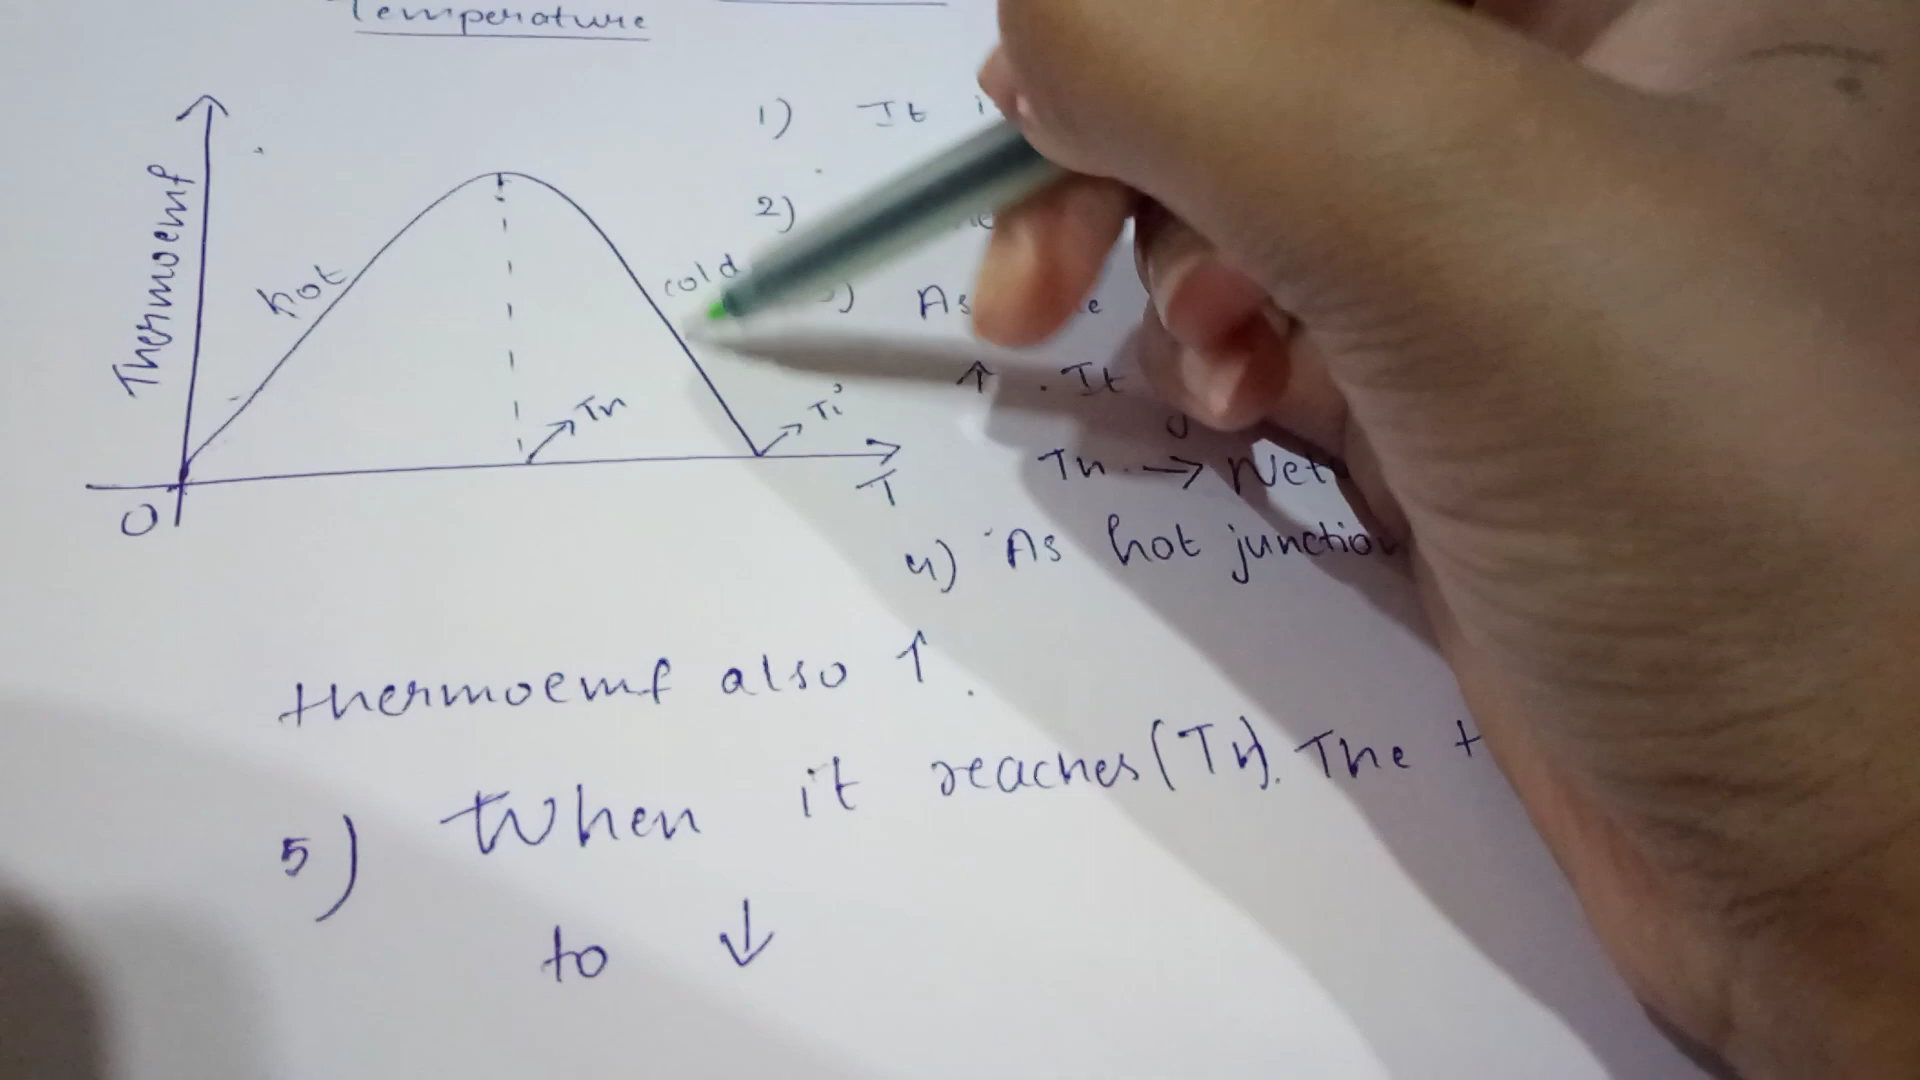 Temperature
Thermoemf
hot
cold
Tn
Ti
T
O
1) It
2)
As
↑ . It
Tn → Neu
4) As hot junction
thermoemf also ↑.
5) When it reaches (Tn). The
to ↓